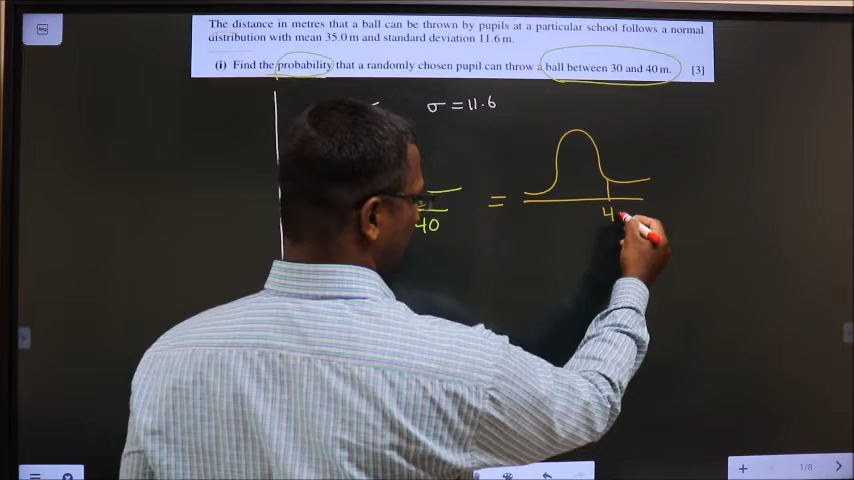 The distance in metres that a ball can be thrown by pupils at a particular school follows a normal
distribution with mean 35.0 m and standard deviation 11.6 m.
(i) Find the probability that a randomly chosen pupil can throw a ball between 30 and 40 m. [3]
σ = 11.6
=
40
4
1/8